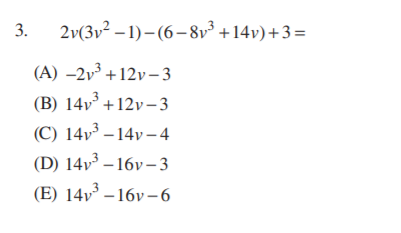 3. 2v(3v² – 1) – (6 – 8v³ + 14v) + 3 =
(A) –2v³ + 12v – 3
(B) 14v³ + 12v – 3
(C) 14v³ – 14v – 4
(D) 14v³ – 16v – 3
(E) 14v³ – 16v – 6